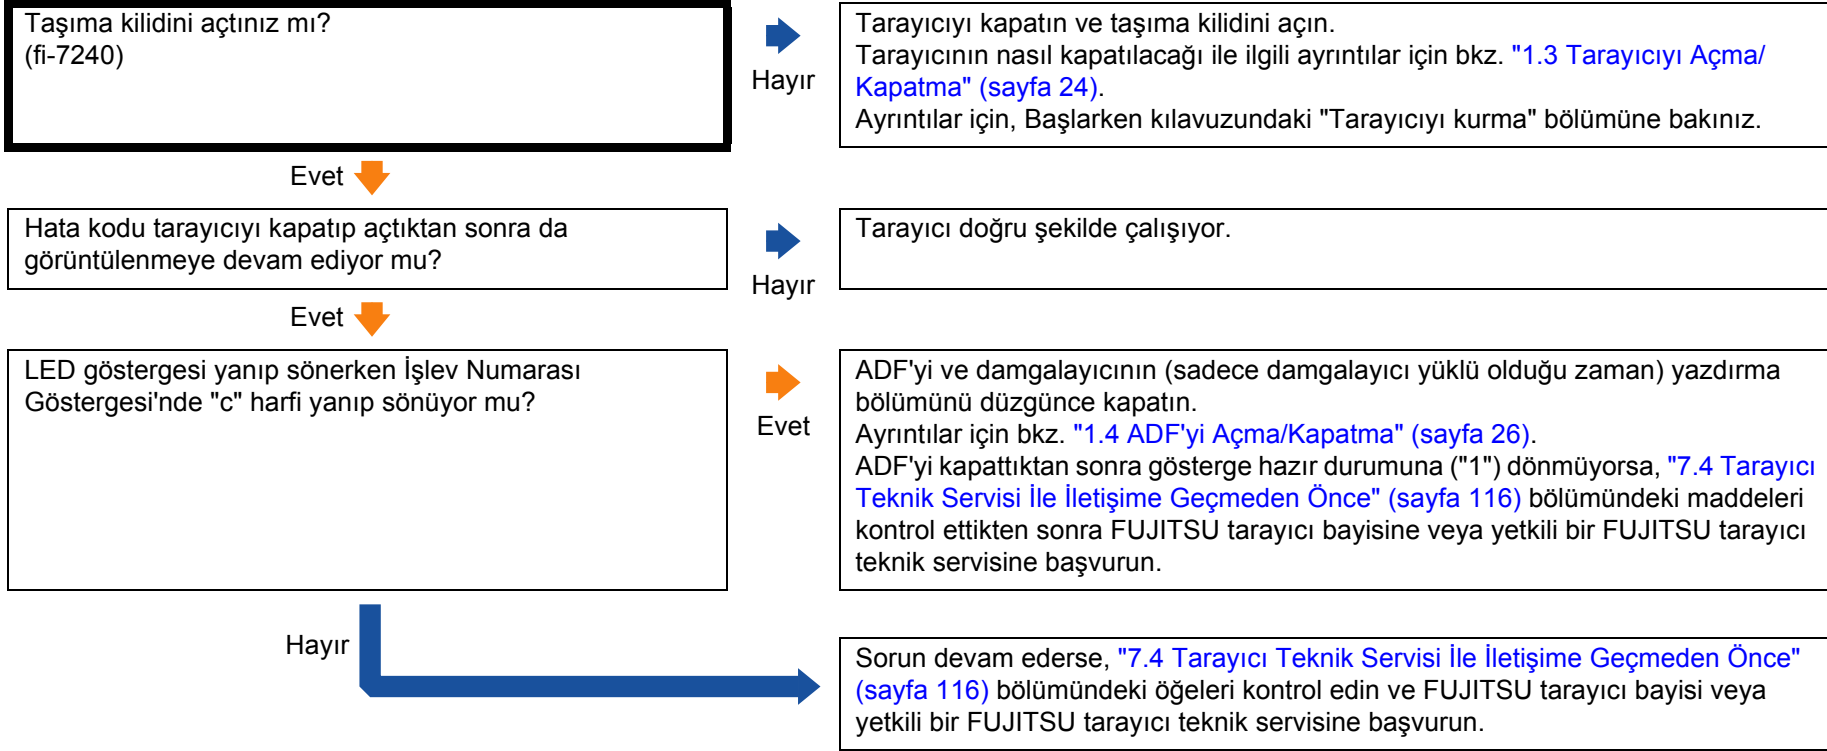 Taşıma kilidini açtınız mı?
(fi-7240)
Hayır
Tarayıcıyı kapatın ve taşıma kilidini açın.
Tarayıcının nasıl kapatılacağı ile ilgili ayrıntılar için bkz. "1.3 Tarayıcıyı Açma/
Kapatma" (sayfa 24).
Ayrıntılar için, Başlarken kılavuzundaki "Tarayıcıyı kurma" bölümüne bakınız.
Evet
Hata kodu tarayıcıyı kapatıp açtıktan sonra da
görüntülenmeye devam ediyor mu?
Hayır
Tarayıcı doğru şekilde çalışıyor.
Evet
LED göstergesi yanıp sönerken İşlev Numarası
Göstergesi'nde "c" harfi yanıp sönüyor mu?
Evet
ADF'yi ve damgalayıcının (sadece damgalayıcı yüklü olduğu zaman) yazdırma
bölümünü düzgünce kapatın.
Ayrıntılar için bkz. "1.4 ADF'yi Açma/Kapatma" (sayfa 26).
ADF'yi kapattıktan sonra gösterge hazır durumuna ("1") dönmüyorsa, "7.4 Tarayıcı
Teknik Servisi İle İletişime Geçmeden Önce" (sayfa 116) bölümündeki maddeleri
kontrol ettikten sonra FUJITSU tarayıcı bayisine veya yetkili bir FUJITSU tarayıcı
teknik servisine başvurun.
Hayır
Sorun devam ederse, "7.4 Tarayıcı Teknik Servisi İle İletişime Geçmeden Önce"
(sayfa 116) bölümündeki öğeleri kontrol edin ve FUJITSU tarayıcı bayisi veya
yetkili bir FUJITSU tarayıcı teknik servisine başvurun.